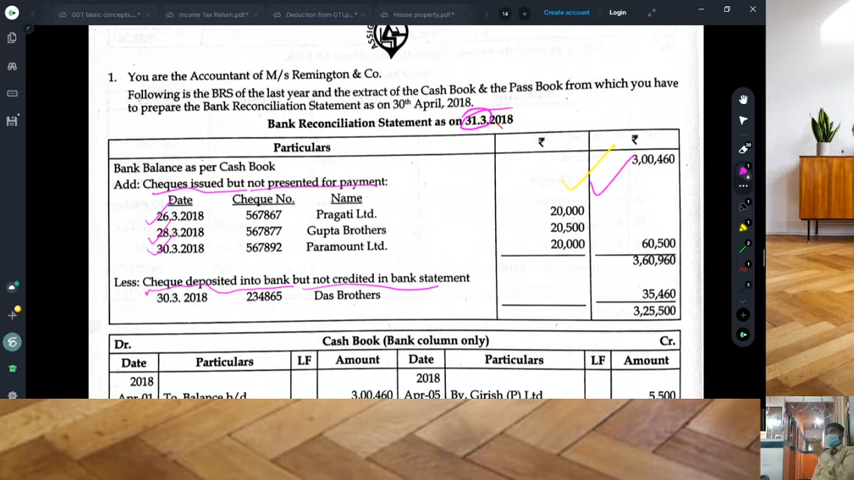 GST basic concepts....*
Income Tax Return.pdf*
Deduction from GTI.p...*
House property.pdf*
14
Create account
Login
ASSIG
1. You are the Accountant of M/s Remington & Co.
Following is the BRS of the last year and the extract of the Cash Book & the Pass Book from which you have
to prepare the Bank Reconciliation Statement as on 30th April, 2018.
Bank Reconciliation Statement as on 31.3.2018
Particulars ₹ ₹
Bank Balance as per Cash Book 3,00,460
Add: Cheques issued but not presented for payment:
Date Cheque No. Name
26.3.2018 567867 Pragati Ltd. 20,000
28.3.2018 567877 Gupta Brothers 20,500
30.3.2018 567892 Paramount Ltd. 20,000 60,500
3,60,960
Less: Cheque deposited into bank but not credited in bank statement
30.3. 2018 234865 Das Brothers 35,460
3,25,500
Dr. Cash Book (Bank column only) Cr.
Date Particulars LF Amount Date Particulars LF Amount
2018 2018
Apr-01 To. Balance b/d 3,00,460 Apr-05 By. Girish (P) Ltd 5,500